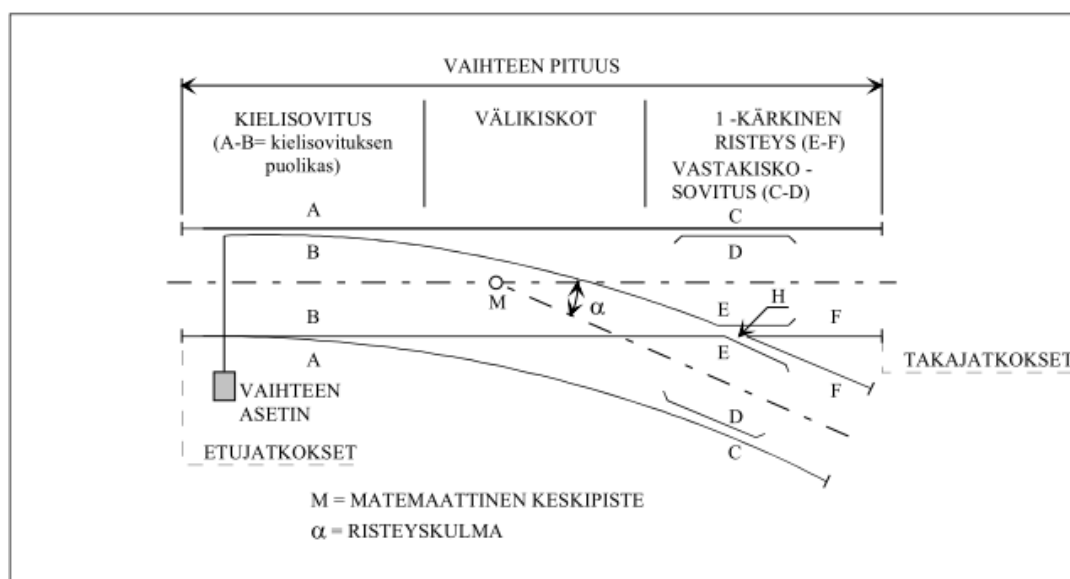 VAIHTEEN PITUUS
KIELISOVITUS
(A-B= kielisovituksen
puolikas)
VÄLIKISKOT
1 -KÄRKINEN
RISTEYS (E-F)
VASTAKISKO -
SOVITUS (C-D)
A
C
B
D
M
α
H
B
E
F
A
E
F
TAKAJATKOKSET
VAIHTEEN
ASETIN
D
C
ETUJATKOKSET
M = MATEMAATTINEN KESKIPISTE
α = RISTEYSKULMA